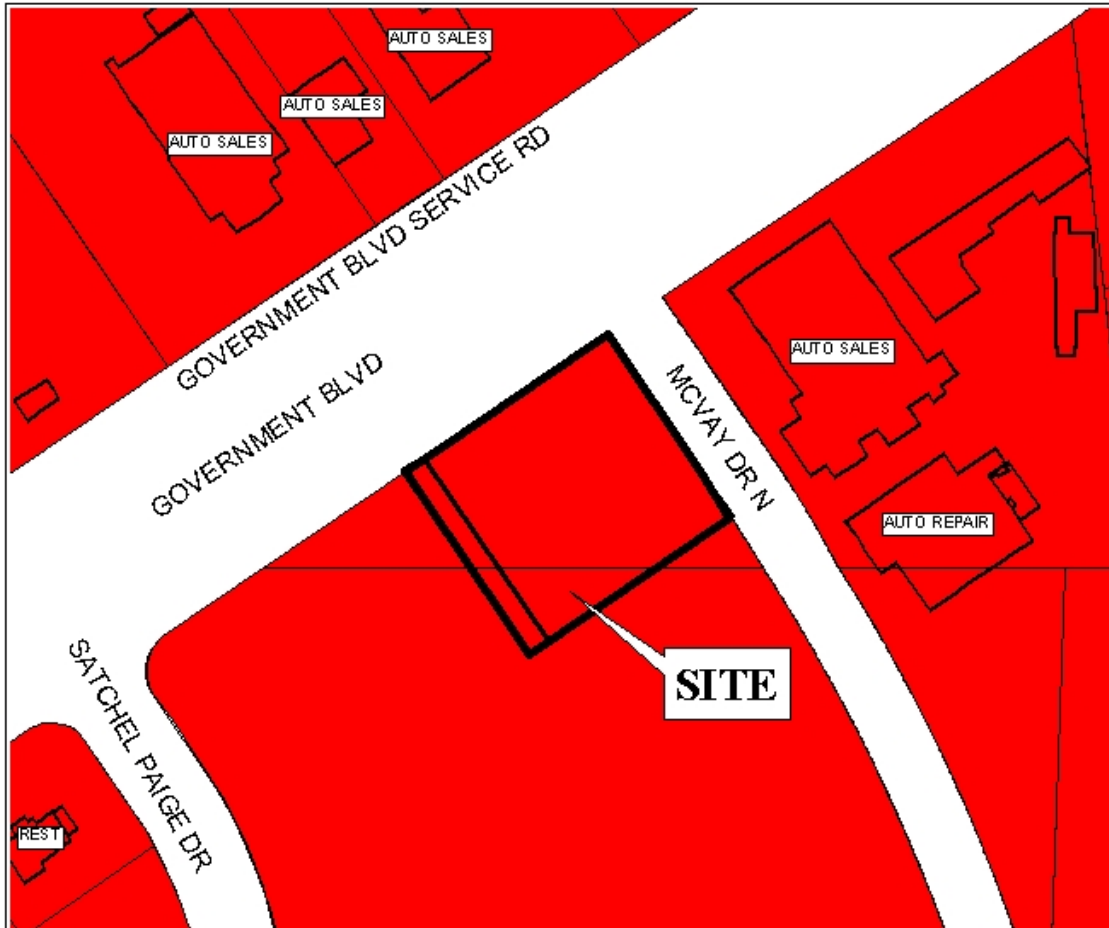 AUTO SALES
AUTO SALES
AUTO SALES
GOVERNMENT BLVD SERVICE RD
GOVERNMENT BLVD
MCVAY DR N
AUTO SALES
AUTO REPAIR
SITE
SATCHEL PAIGE DR
REST